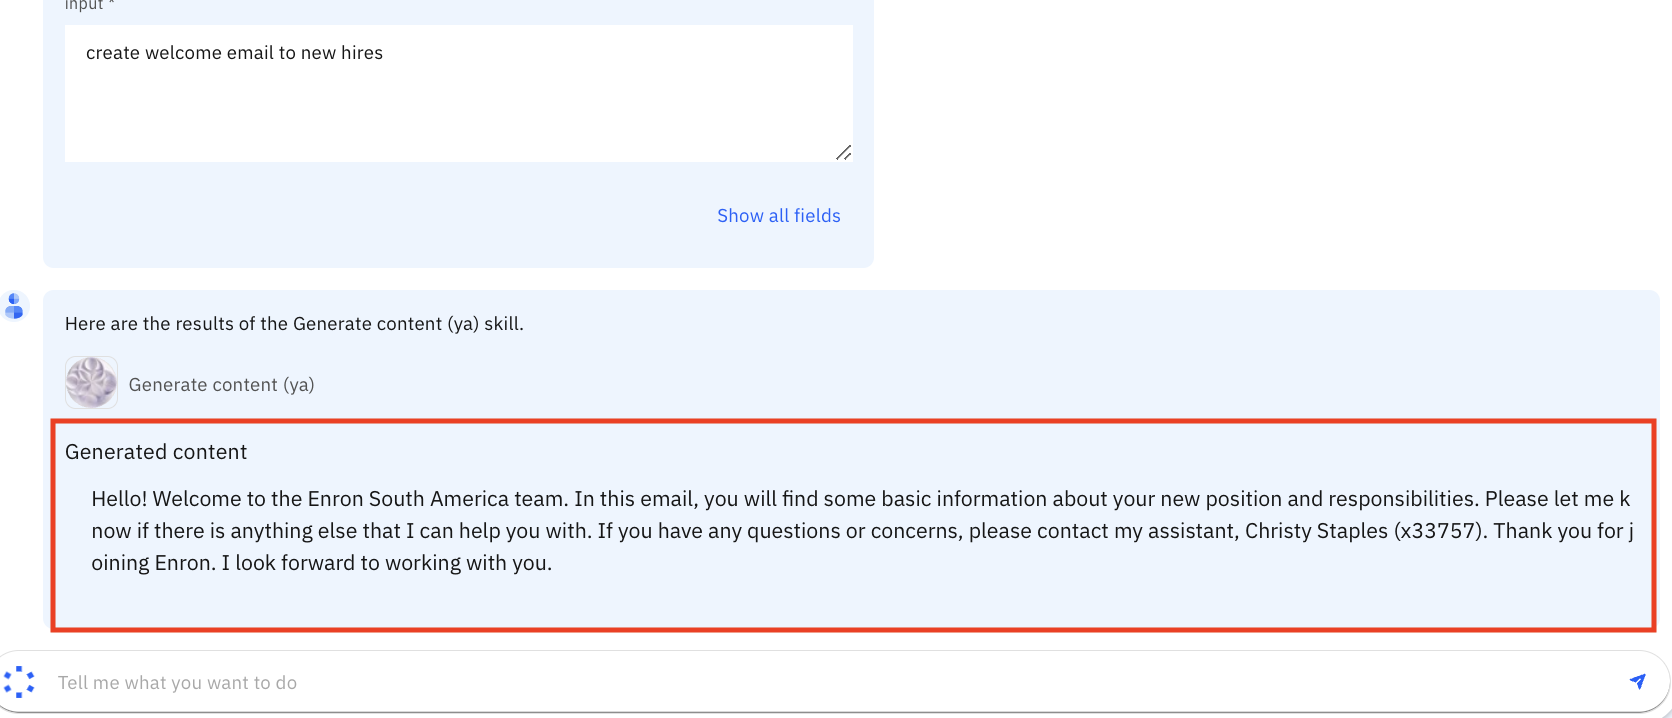 input *
create welcome email to new hires
Show all fields
Here are the results of the Generate content (ya) skill.
Generate content (ya)
Generated content
Hello! Welcome to the Enron South America team. In this email, you will find some basic information about your new position and responsibilities. Please let me k
now if there is anything else that I can help you with. If you have any questions or concerns, please contact my assistant, Christy Staples (x33757). Thank you for j
oining Enron. I look forward to working with you.
Tell me what you want to do